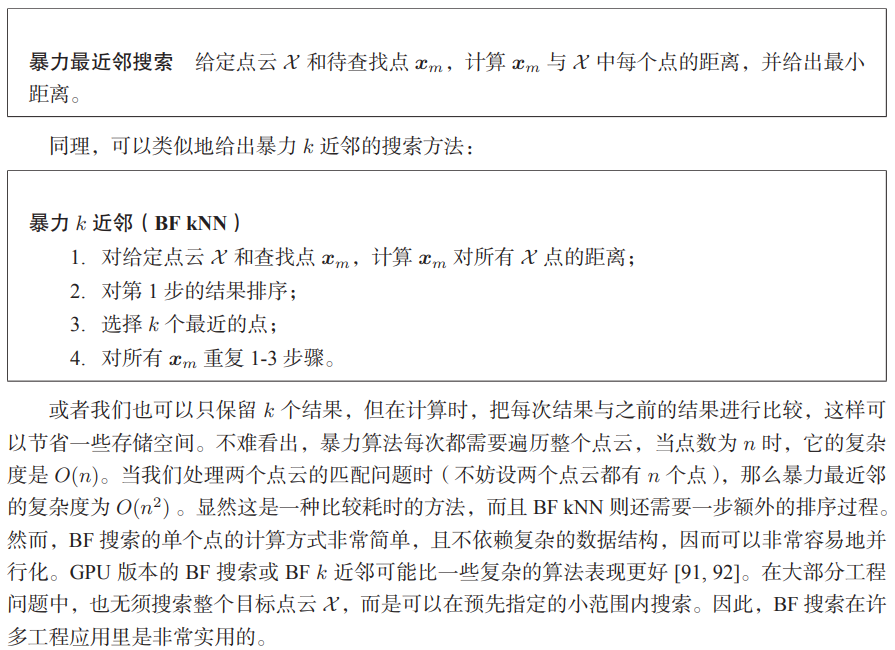 暴力最近邻搜索 给定点云 𝒳 和待查找点 𝒙ₘ，计算 𝒙ₘ 与 𝒳 中每个点的距离，并给出最小
距离。
同理，可以类似地给出暴力 k 近邻的搜索方法：
暴力 k 近邻（BF kNN）
1. 对给定点云 𝒳 和查找点 𝒙ₘ，计算 𝒙ₘ 对所有 𝒳 点的距离；
2. 对第 1 步的结果排序；
3. 选择 k 个最近的点；
4. 对所有 𝒙ₘ 重复 1-3 步骤。
或者我们也可以只保留 k 个结果，但在计算时，把每次结果与之前的结果进行比较，这样可
以节省一些存储空间。不难看出，暴力算法每次都需要遍历整个点云，当点数为 n 时，它的复杂
度是 O(n)。当我们处理两个点云的匹配问题时（不妨设两个点云都有 n 个点），那么暴力最近邻
的复杂度为 O(n²) 。显然这是一种比较耗时的方法，而且 BF kNN 则还需要一步额外的排序过程。
然而，BF 搜索的单个点的计算方式非常简单，且不依赖复杂的数据结构，因而可以非常容易地并
行化。GPU 版本的 BF 搜索或 BF k 近邻可能比一些复杂的算法表现更好 [91, 92]。在大部分工程
问题中，也无须搜索整个目标点云 𝒳，而是可以在预先指定的小范围内搜索。因此，BF 搜索在许
多工程应用里是非常实用的。